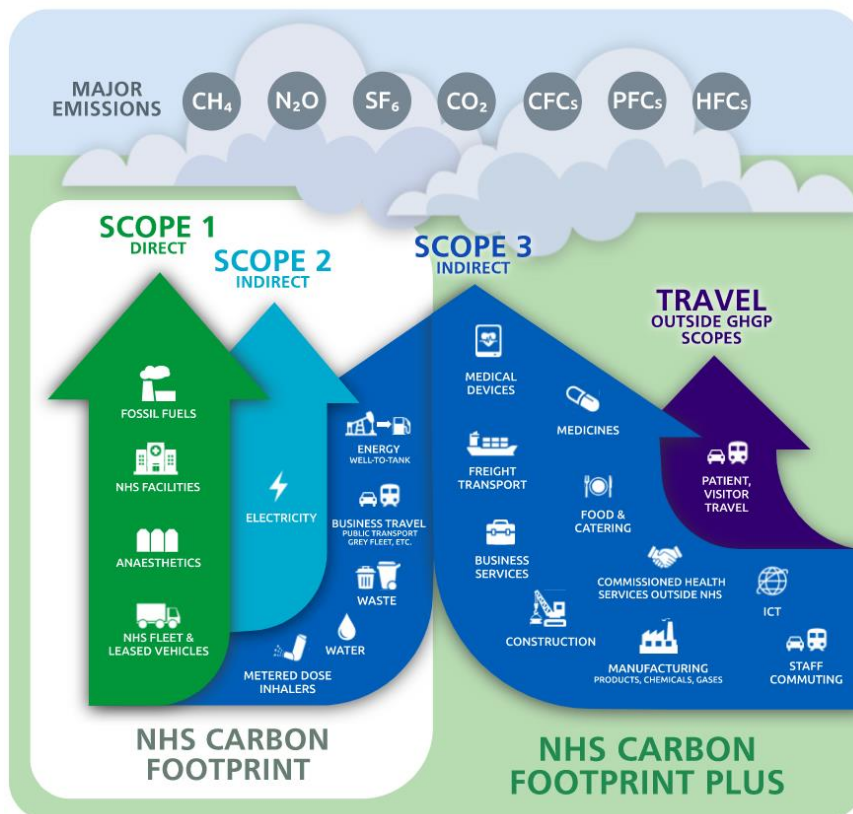 MAJOR
EMISSIONS
CH₄
N₂O
SF₆
CO₂
CFCs
PFCs
HFCs
SCOPE 1
DIRECT
FOSSIL FUELS
NHS FACILITIES
ANAESTHETICS
NHS FLEET &
LEASED VEHICLES
SCOPE 2
INDIRECT
ELECTRICITY
SCOPE 3
INDIRECT
ENERGY
WELL-TO-TANK
BUSINESS TRAVEL
PUBLIC TRANSPORT
GREY FLEET, ETC.
WASTE
WATER
METERED DOSE
INHALERS
MEDICAL
DEVICES
MEDICINES
FREIGHT
TRANSPORT
FOOD &
CATERING
BUSINESS
SERVICES
COMMISSIONED HEALTH
SERVICES OUTSIDE NHS
ICT
CONSTRUCTION
MANUFACTURING
PRODUCTS, CHEMICALS, GASES
STAFF
COMMUTING
TRAVEL
OUTSIDE GHGP
SCOPES
PATIENT,
VISITOR
TRAVEL
NHS CARBON
FOOTPRINT
NHS CARBON
FOOTPRINT PLUS